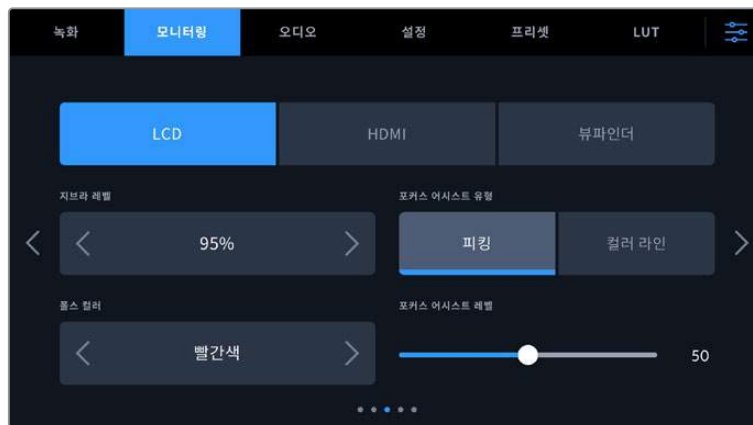 녹화 모니터링 오디오 설정 프리셋 LUT
LCD HDMI 뷰파인더
지브라 레벨 포커스 어시스트 유형
95% 피킹 컬러 라인
폴스 컬러 포커스 어시스트 레벨
빨간색 50